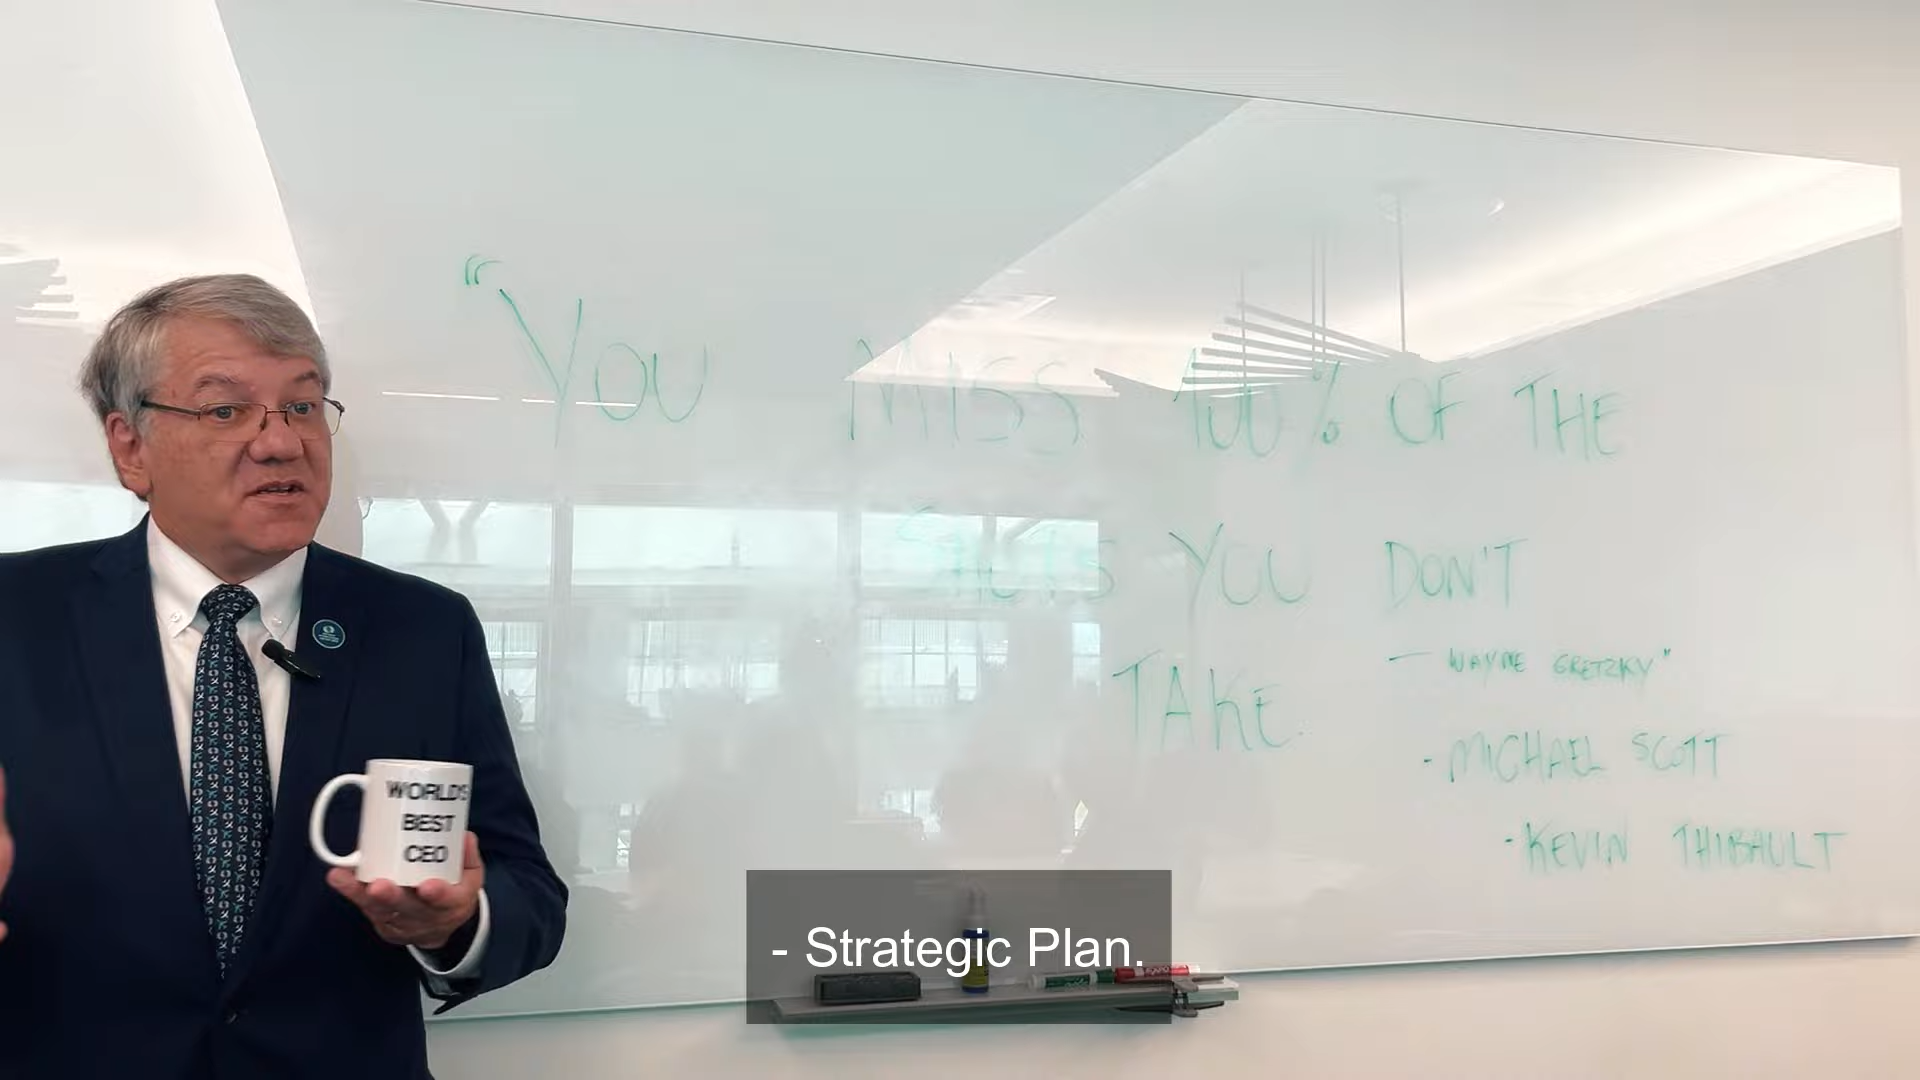 “YOU MISS 100% OF THE
SHOTS YOU DON'T
TAKE.
— WAYNE GRETZKY"
- MICHAEL SCOTT
- KEVIN THIBAULT
WORLD'S
BEST
CEO
- Strategic Plan.